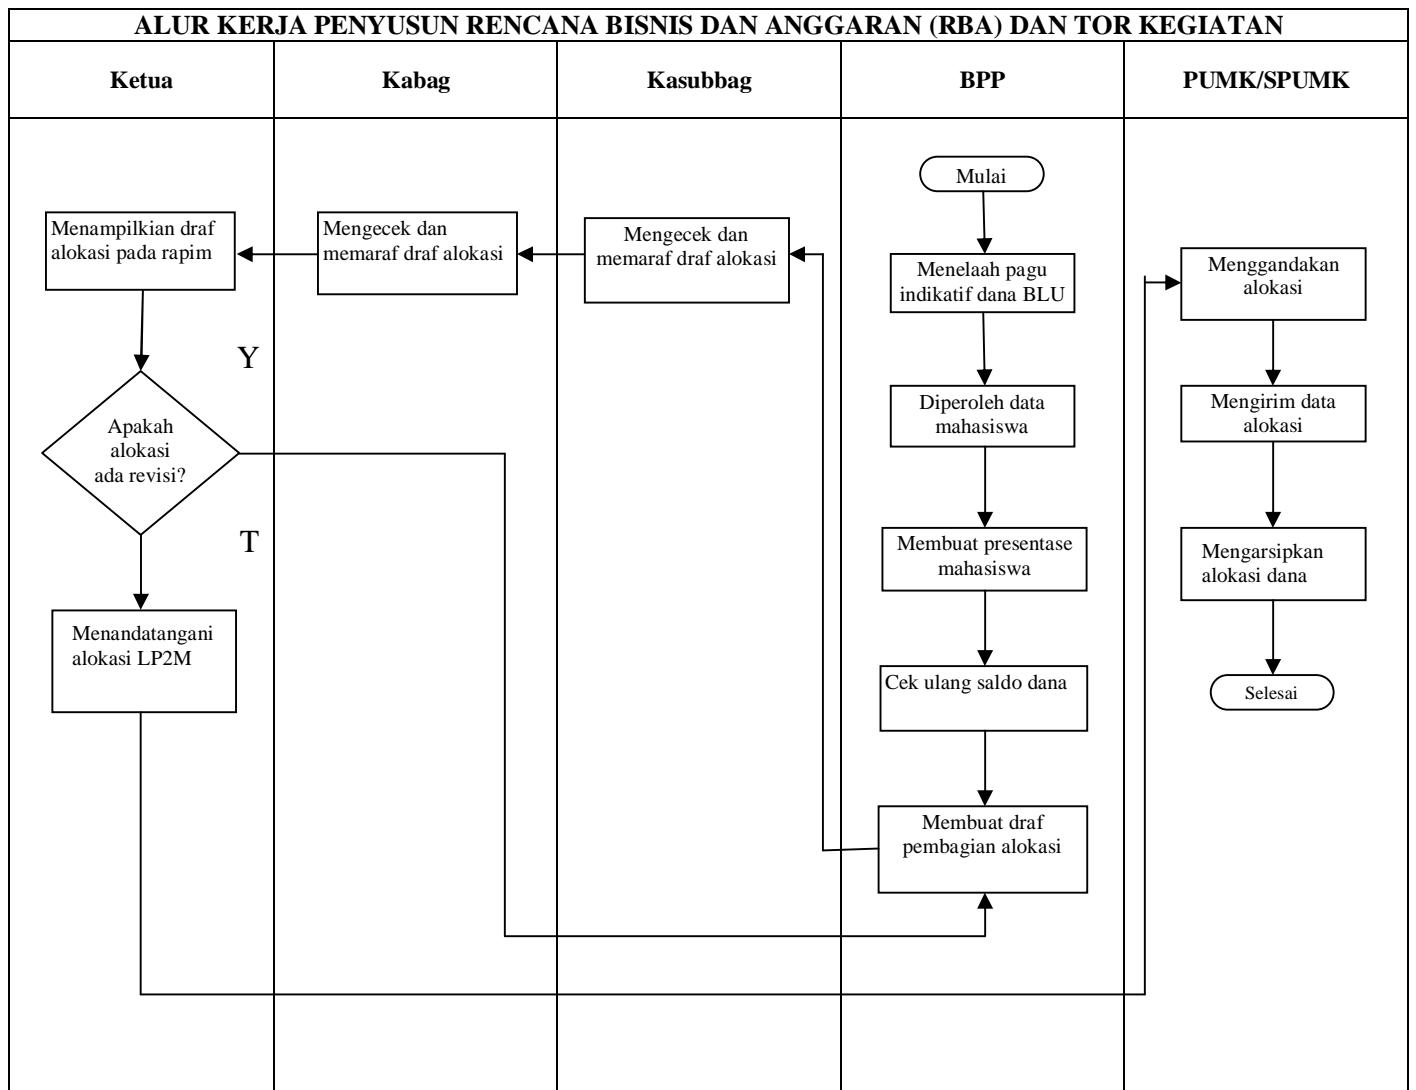 ALUR KERJA PENYUSUN RENCANA BISNIS DAN ANGGARAN (RBA) DAN TOR KEGIATAN
Ketua
Kabag
Kasubbag
BPP
PUMK/SPUMK
Menampilkian draf
alokasi pada rapim
Y
Apakah
alokasi
ada revisi?
T
Menandatangani
alokasi LP2M
Mengecek dan
memaraf draf alokasi
Mengecek dan
memaraf draf alokasi
Mulai
Menelaah pagu
indikatif dana BLU
Diperoleh data
mahasiswa
Membuat presentase
mahasiswa
Cek ulang saldo dana
Membuat draf
pembagian alokasi
Menggandakan
alokasi
Mengirim data
alokasi
Mengarsipkan
alokasi dana
Selesai